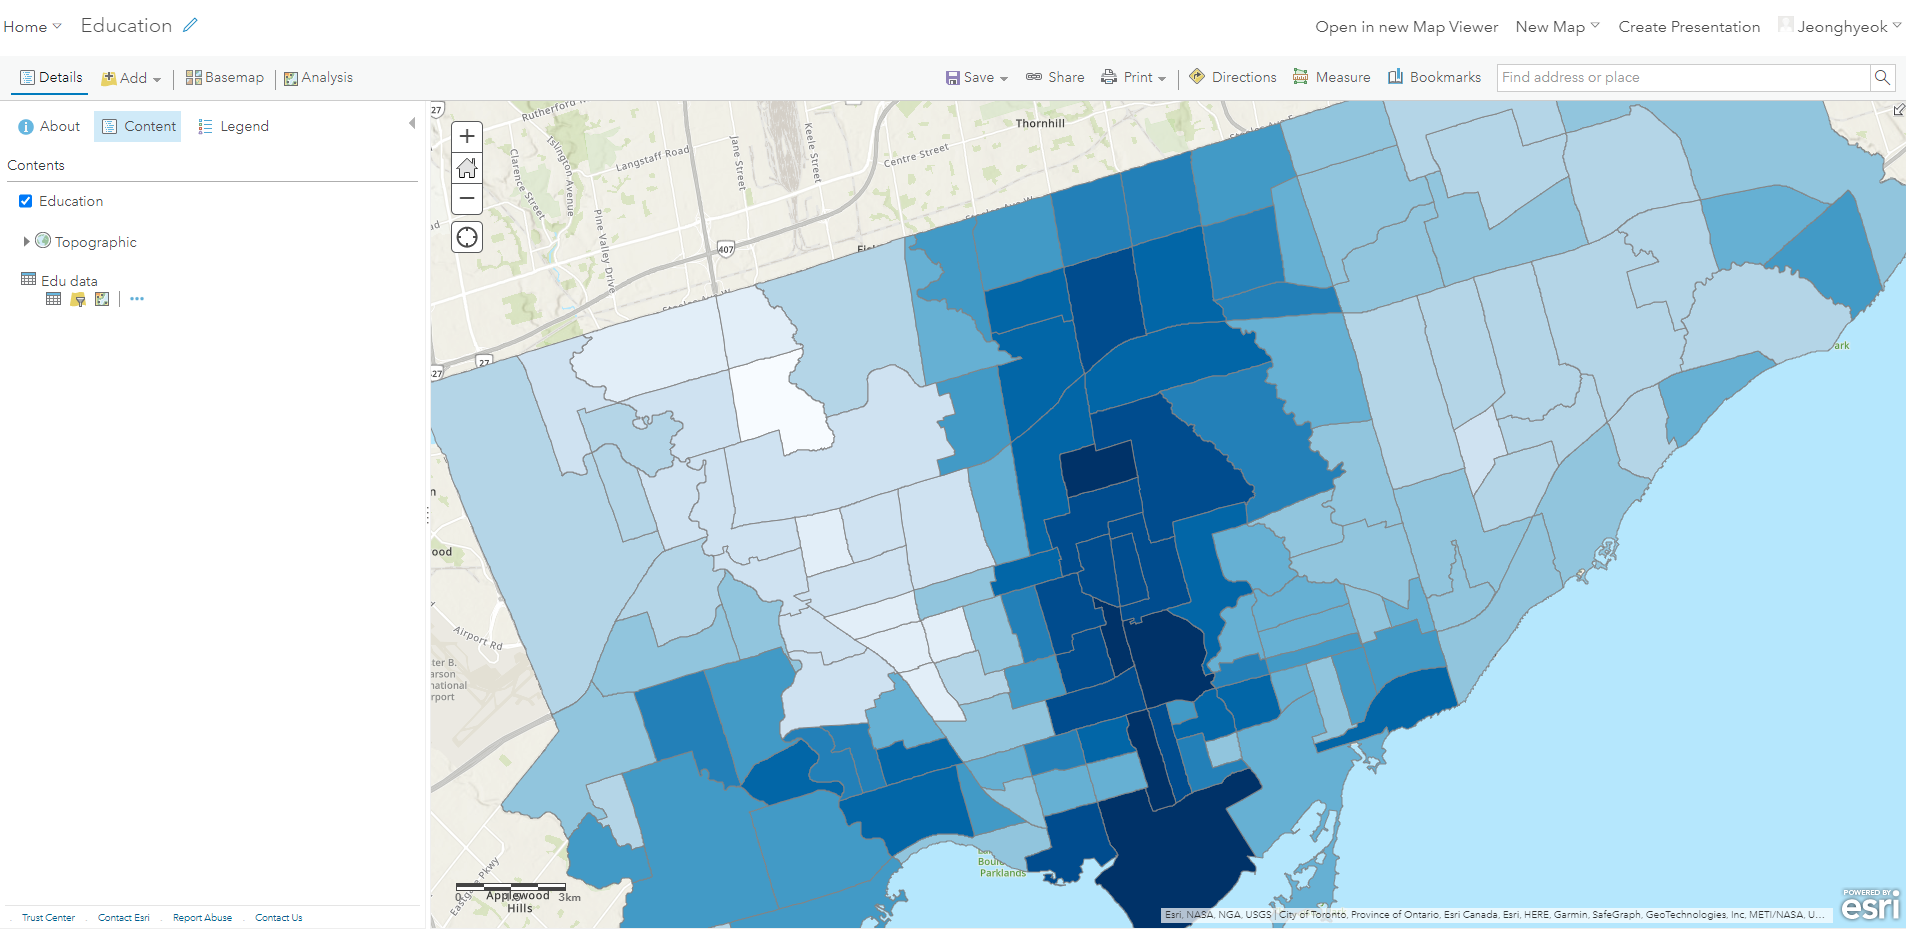 Home Education Open in new Map Viewer New Map Create Presentation Jeonghyeok
Details Add Basemap Analysis Save Share Print Directions Measure Bookmarks Find address or place
About Content Legend
Contents
Education
Topographic
Edu data
Trust Center Contact Esri Report Abuse Contact Us
27
Rutherford
Islington Avenue
Clarence Street
Langstaff Road
Pine Valley Drive
Jane Street
Keele Street
Centre Street
Thornhill
407
27
427
Airport Rd
Eastgate Pkwy
Applewood
Hills
3km
Parklands
Esri, NASA, NGA, USGS | City of Toronto, Province of Ontario, Esri Canada, Esri, HERE, Garmin, SafeGraph, GeoTechnologies, Inc, METI/NASA, U...
POWERED BY
esri